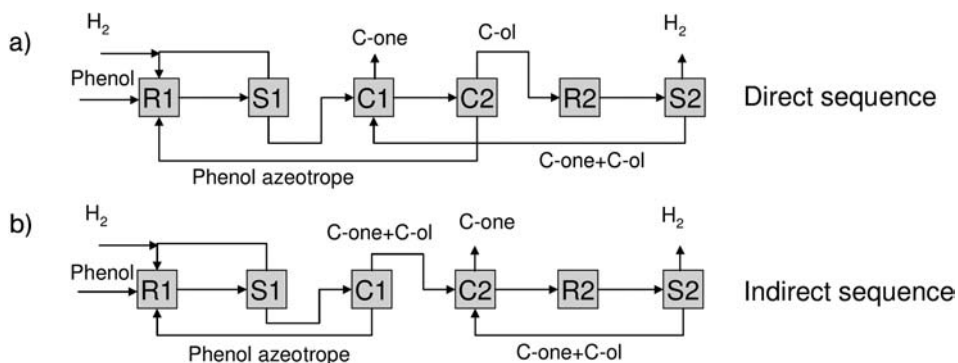 a)
H₂
C-one
C-ol
H₂
Phenol
R1
S1
C1
C2
R2
S2
Direct sequence
Phenol azeotrope
C-one+C-ol
b)
H₂
C-one+C-ol
C-one
H₂
Phenol
R1
S1
C1
C2
R2
S2
Indirect sequence
Phenol azeotrope
C-one+C-ol